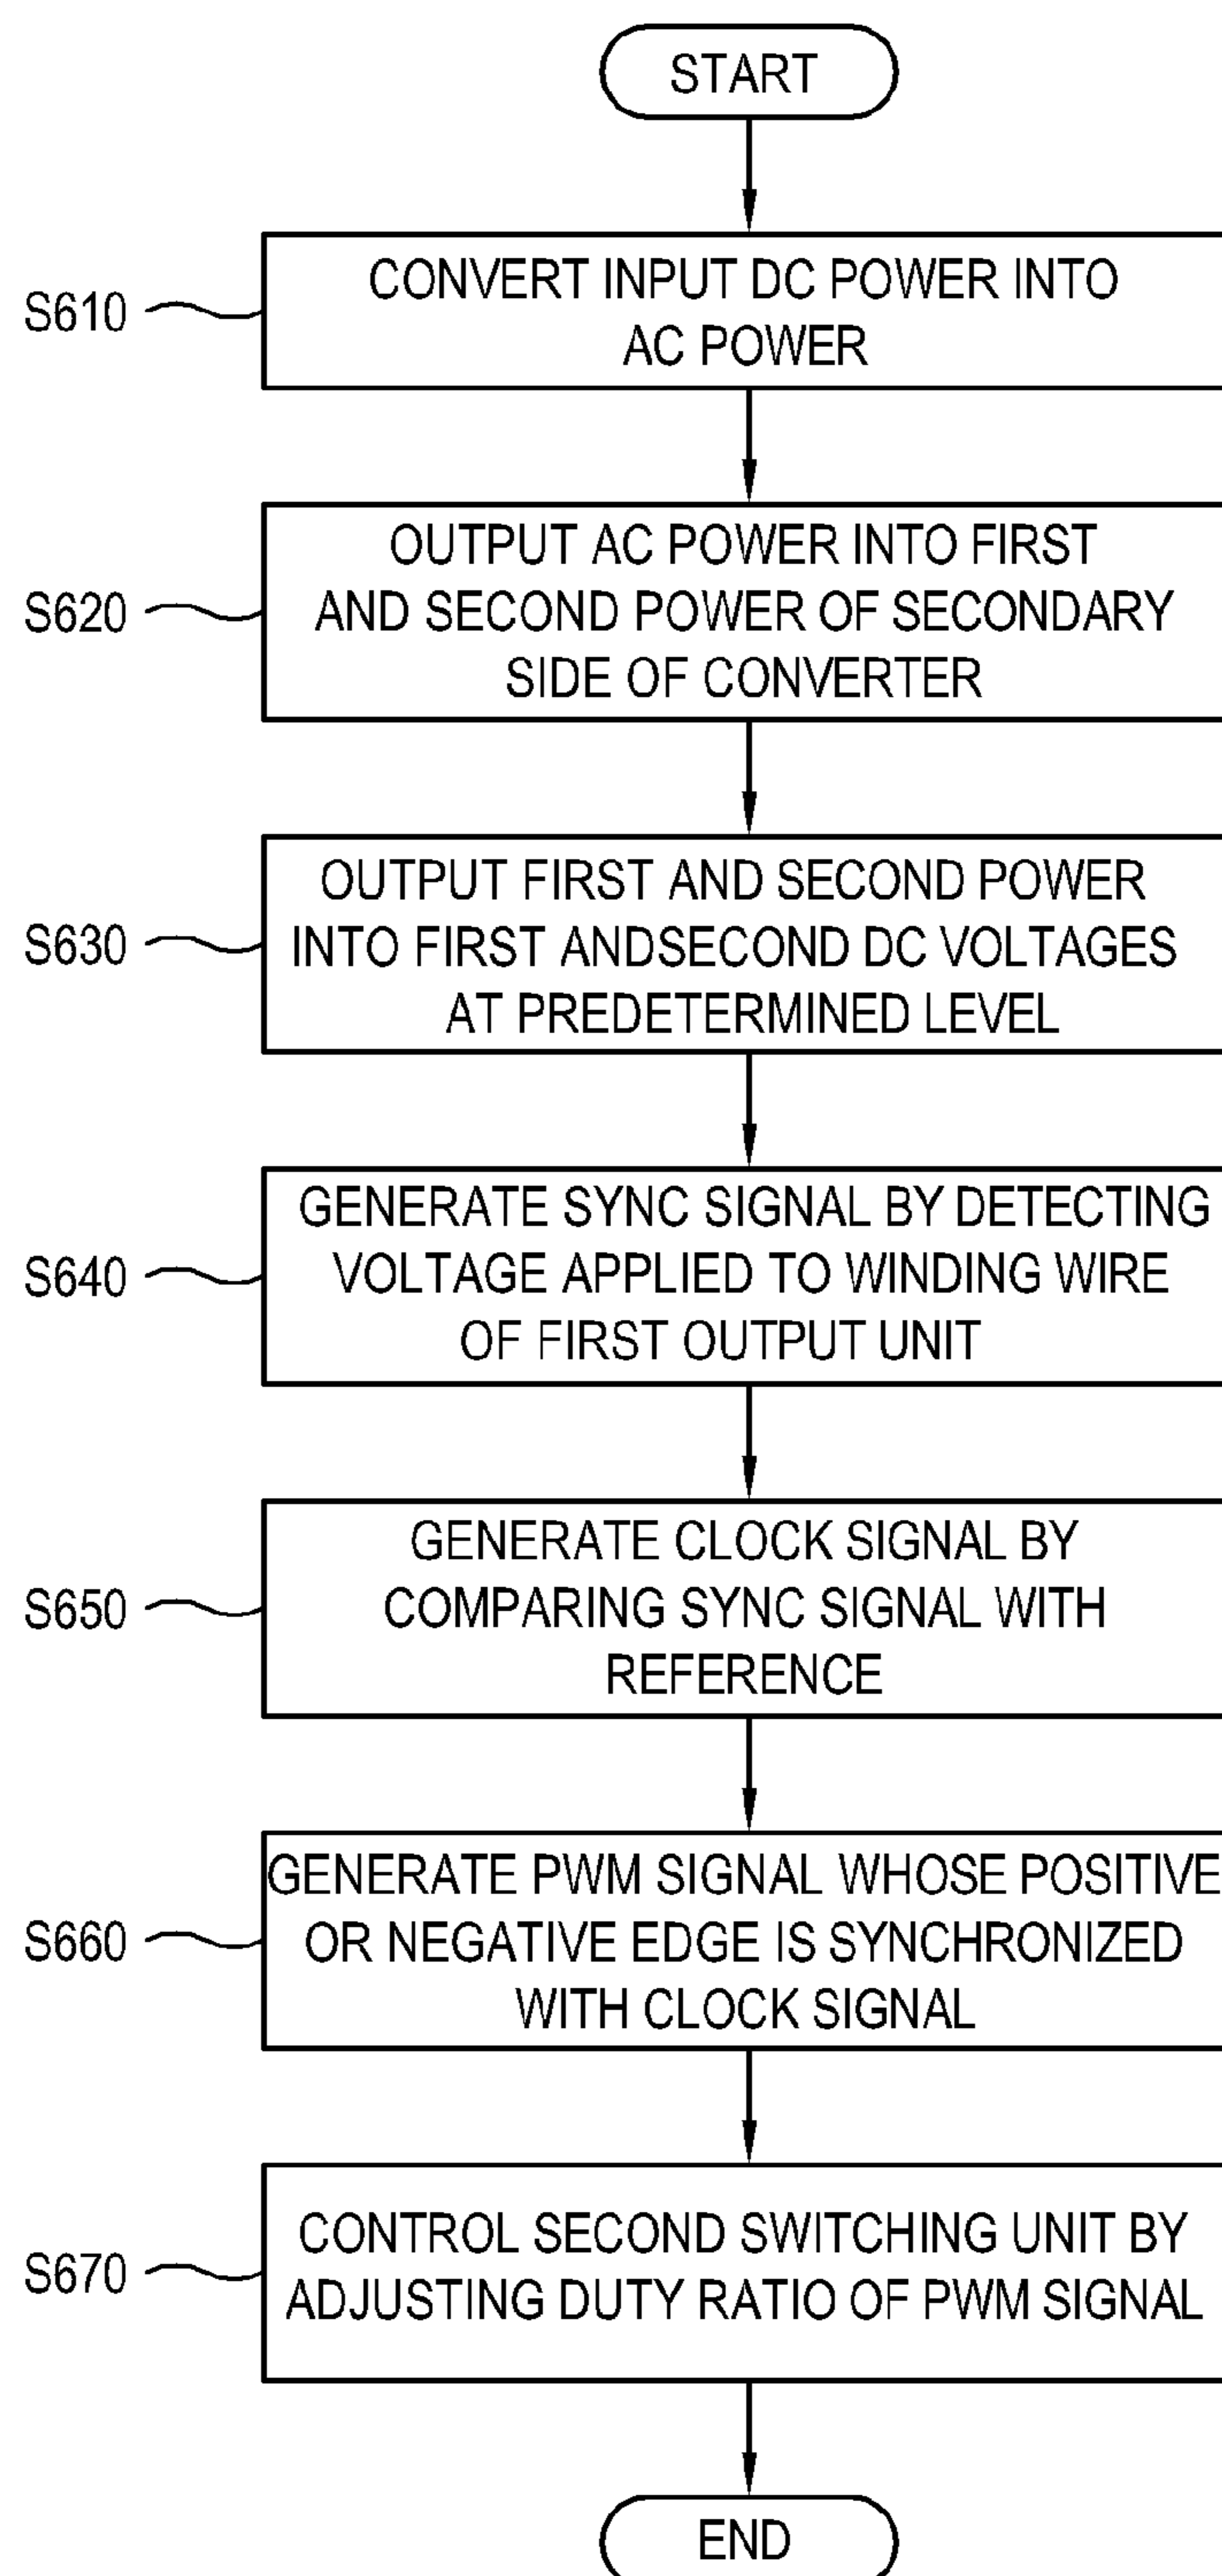 START
S610
CONVERT INPUT DC POWER INTO
AC POWER
S620
OUTPUT AC POWER INTO FIRST
AND SECOND POWER OF SECONDARY
SIDE OF CONVERTER
S630
OUTPUT FIRST AND SECOND POWER
INTO FIRST ANDSECOND DC VOLTAGES
AT PREDETERMINED LEVEL
S640
GENERATE SYNC SIGNAL BY DETECTING
VOLTAGE APPLIED TO WINDING WIRE
OF FIRST OUTPUT UNIT
S650
GENERATE CLOCK SIGNAL BY
COMPARING SYNC SIGNAL WITH
REFERENCE
S660
GENERATE PWM SIGNAL WHOSE POSITIVE
OR NEGATIVE EDGE IS SYNCHRONIZED
WITH CLOCK SIGNAL
S670
CONTROL SECOND SWITCHING UNIT BY
ADJUSTING DUTY RATIO OF PWM SIGNAL
END